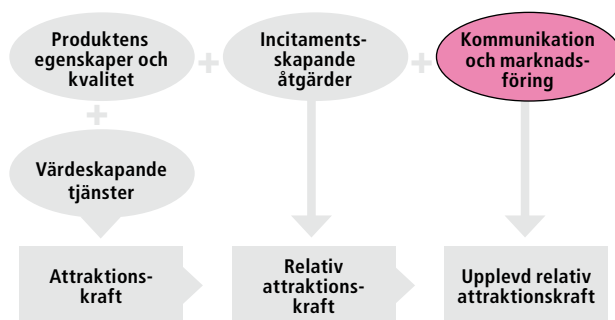 Produktens
egenskaper och
kvalitet
+
Incitaments-
skapande
åtgärder
+
Kommunikation
och marknads-
föring
+
Värdeskapande
tjänster
Attraktions-
kraft
Relativ
attraktions-
kraft
Upplevd relativ
attraktionskraft